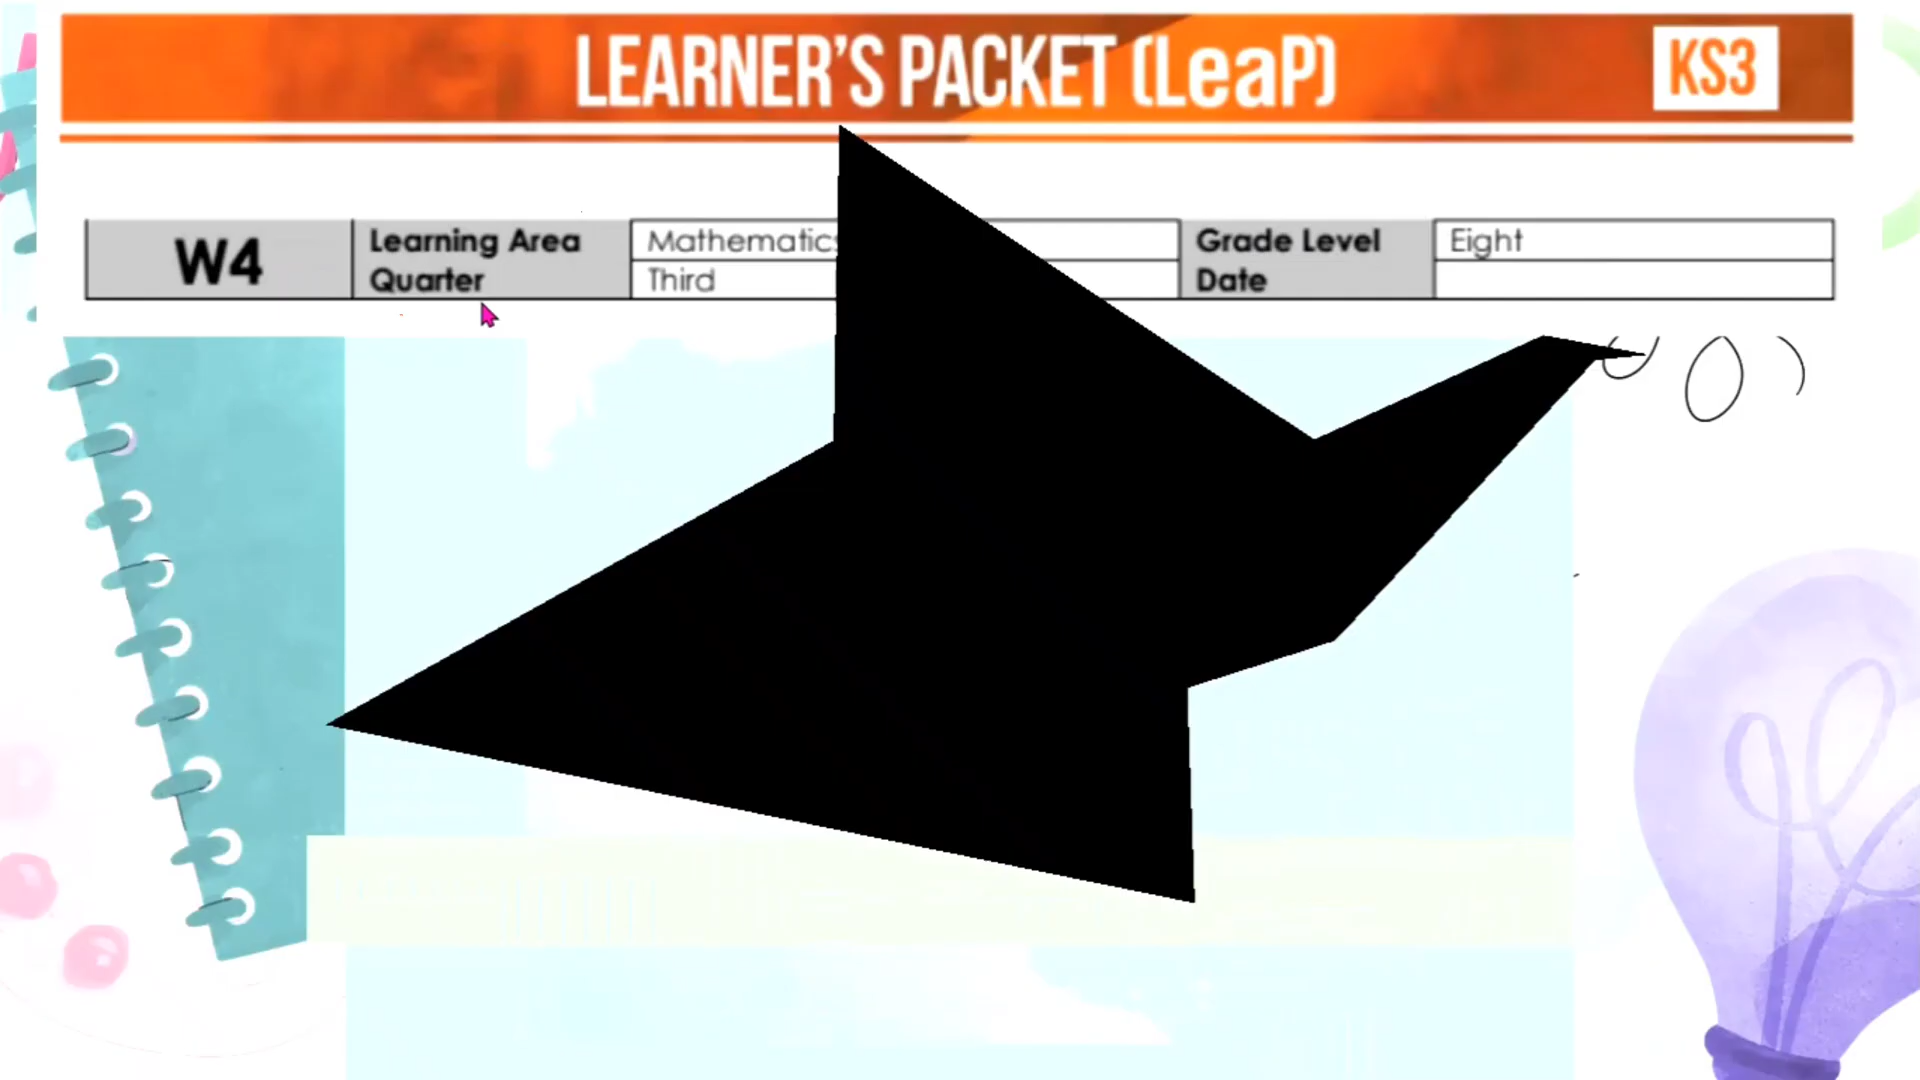 LEARNER'S PACKET (LeaP) KS3
W4 Learning Area Mathematics Grade Level Eight
Quarter Third Date